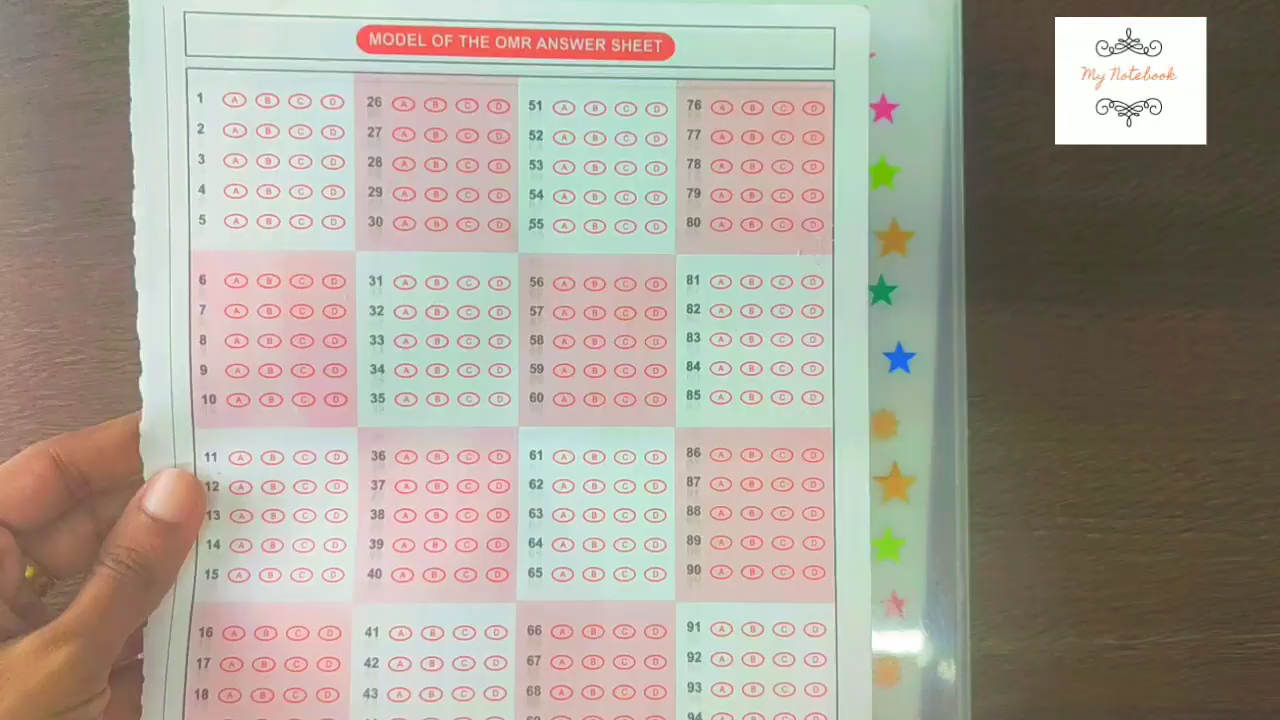 MODEL OF THE OMR ANSWER SHEET
My Notebook
1 A B C D
2 A B C D
3 A B C D
4 A B C D
5 A B C D
6 A B C D
7 A B C D
8 A B C D
9 A B C D
10 A B C D
11 A B C D
12 A B C D
13 A B C D
14 A B C D
15 A B C D
16 A B C D
17 A B C D
18 A B C D
26 A B C D
27 A B C D
28 A B C D
29 A B C D
30 A B C D
31 A B C D
32 A B C D
33 A B C D
34 A B C D
35 A B C D
36 A B C D
37 A B C D
38 A B C D
39 A B C D
40 A B C D
41 A B C D
42 A B C D
43 A B C D
51 A B C D
52 A B C D
53 A B C D
54 A B C D
55 A B C D
56 A B C D
57 A B C D
58 A B C D
59 A B C D
60 A B C D
61 A B C D
62 A B C D
63 A B C D
64 A B C D
65 A B C D
66 A B C D
67 A B C D
68 A B C D
76 A B C D
77 A B C D
78 A B C D
79 A B C D
80 A B C D
81 A B C D
82 A B C D
83 A B C D
84 A B C D
85 A B C D
86 A B C D
87 A B C D
88 A B C D
89 A B C D
90 A B C D
91 A B C D
92 A B C D
93 A B C D
94